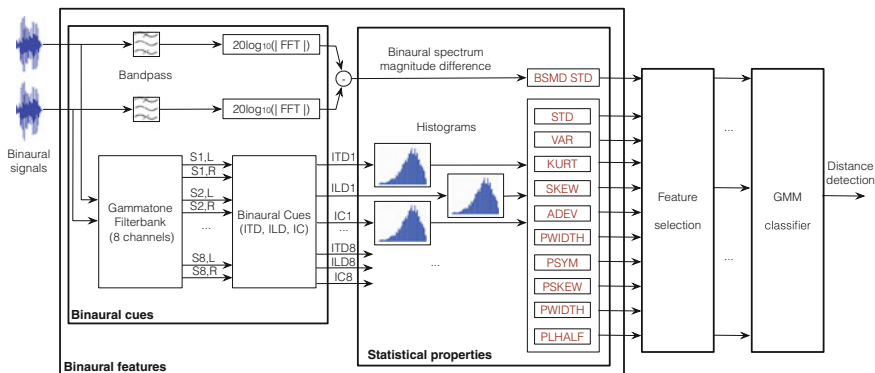 20log10(| FFT |)
Bandpass
Binaural spectrum
magnitude difference
-
BSMD STD
20log10(| FFT |)
Binaural
signals
Histograms
STD
VAR
KURT
SKEW
ADEV
PWIDTH
PSYM
PSKEW
PWIDTH
PLHALF
S1,L
S1,R
S2,L
S2,R
...
S8,L
S8,R
Gammatone
Filterbank
(8 channels)
Binaural Cues
(ITD, ILD, IC)
ITD1
ILD1
IC1
...
ITD8
ILD8
IC8
...
Feature
selection
...
...
GMM
classifier
Distance
detection
Binaural cues
Statistical properties
Binaural features